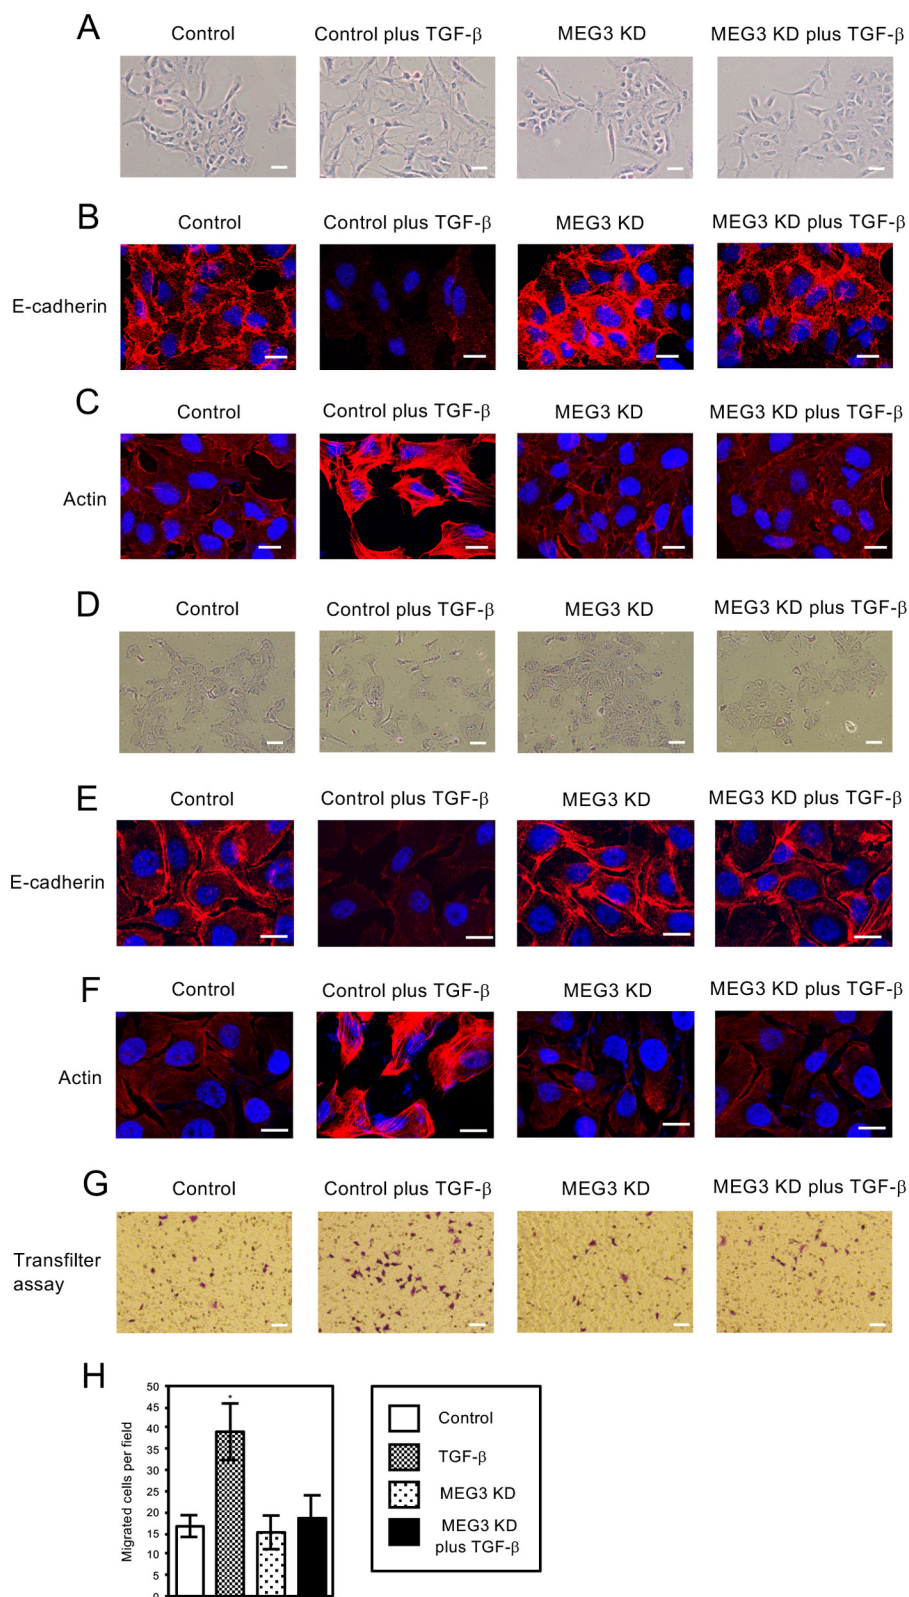 A
Control
Control plus TGF-β
MEG3 KD
MEG3 KD plus TGF-β
B
Control
Control plus TGF-β
MEG3 KD
MEG3 KD plus TGF-β
E-cadherin
C
Control
Control plus TGF-β
MEG3 KD
MEG3 KD plus TGF-β
Actin
D
Control
Control plus TGF-β
MEG3 KD
MEG3 KD plus TGF-β
E
Control
Control plus TGF-β
MEG3 KD
MEG3 KD plus TGF-β
E-cadherin
F
Control
Control plus TGF-β
MEG3 KD
MEG3 KD plus TGF-β
Actin
G
Control
Control plus TGF-β
MEG3 KD
MEG3 KD plus TGF-β
Transfilter
assay
H
Migrated cells per field
50
45
40
35
30
25
20
15
10
5
0
*
Control
TGF-β
MEG3 KD
MEG3 KD
plus TGF-β